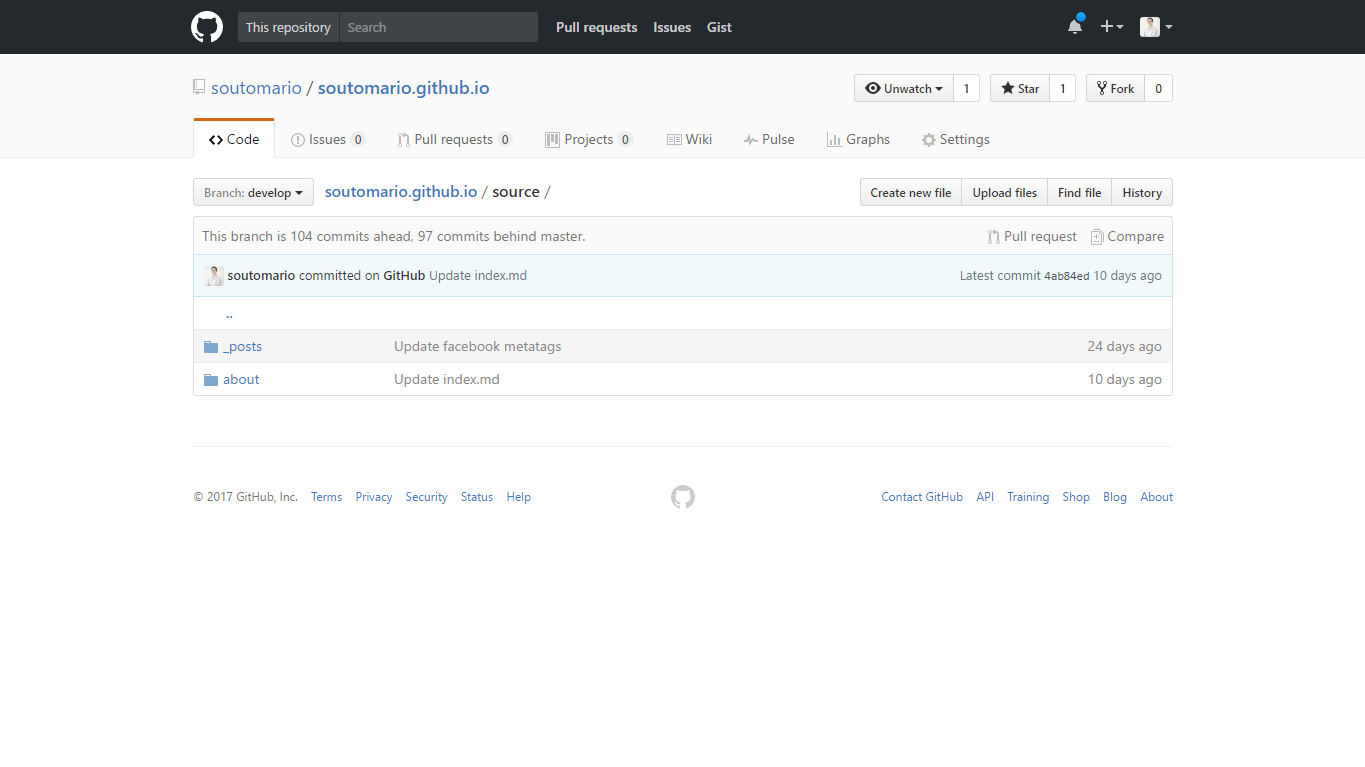 This repository Search Pull requests Issues Gist
soutomario / soutomario.github.io Unwatch 1 Star 1 Fork 0
Code Issues 0 Pull requests 0 Projects 0 Wiki Pulse Graphs Settings
Branch: develop soutomario.github.io / source / Create new file Upload files Find file History
This branch is 104 commits ahead, 97 commits behind master. Pull request Compare
soutomario committed on GitHub Update index.md Latest commit 4ab84ed 10 days ago
..
_posts Update facebook metatags 24 days ago
about Update index.md 10 days ago
© 2017 GitHub, Inc. Terms Privacy Security Status Help Contact GitHub API Training Shop Blog About